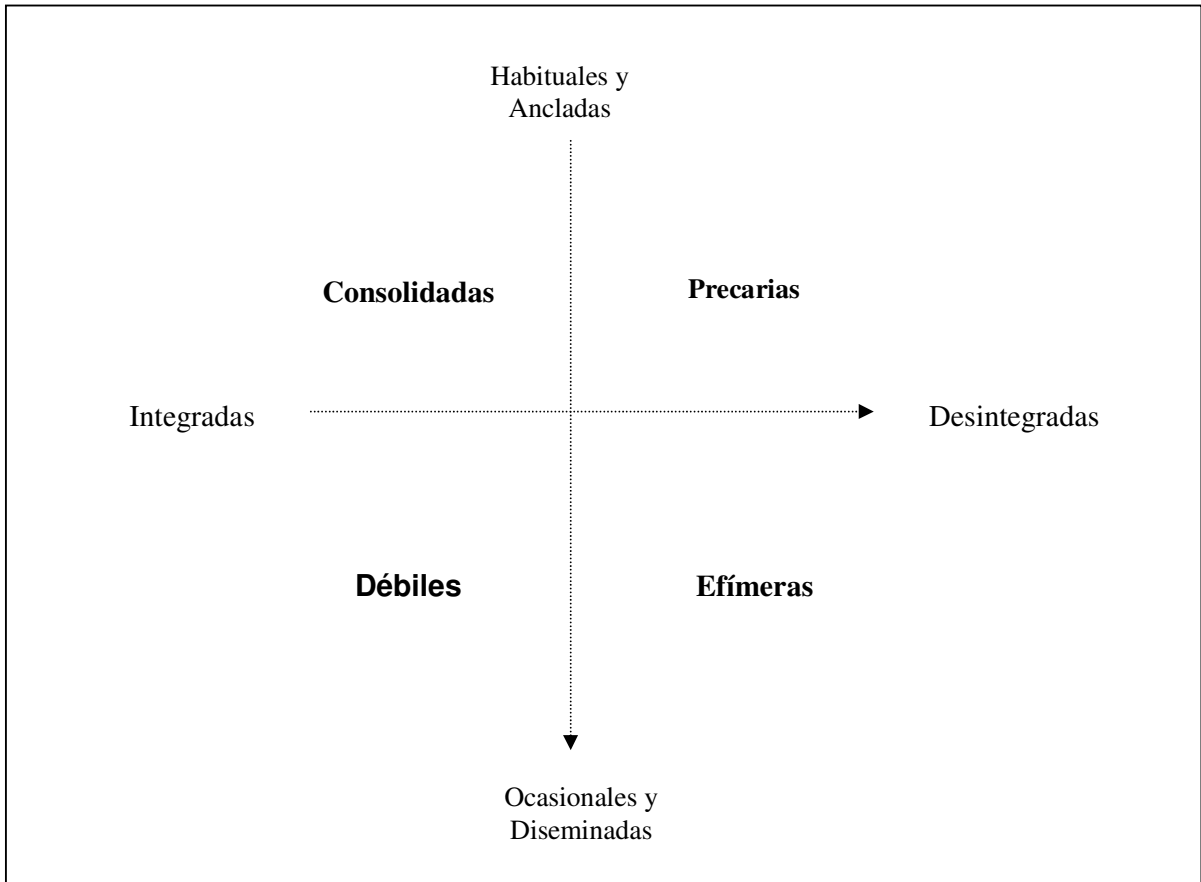 Habituales y
Ancladas
Consolidadas
Precarias
Integradas
Desintegradas
Débiles
Efímeras
Ocasionales y
Diseminadas